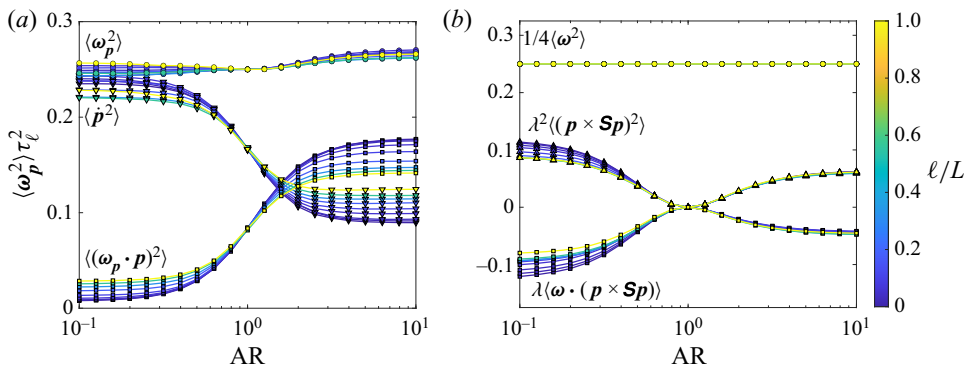 (a)
0.3
0.2
0.1
0
⟨ω_p^2⟩τ_ℓ^2
⟨ω_p^2⟩
⟨ṗ^2⟩
⟨(ω_p · p)^2⟩
10^-1 10^0 10^1
AR
(b)
0.3
0.2
0.1
0
−0.1
1/4⟨ω^2⟩
λ^2⟨(p × Sp)^2⟩
λ⟨ω · (p × Sp)⟩
10^-1 10^0 10^1
AR
1.0
0.8
0.6
0.4
0.2
0
ℓ/L